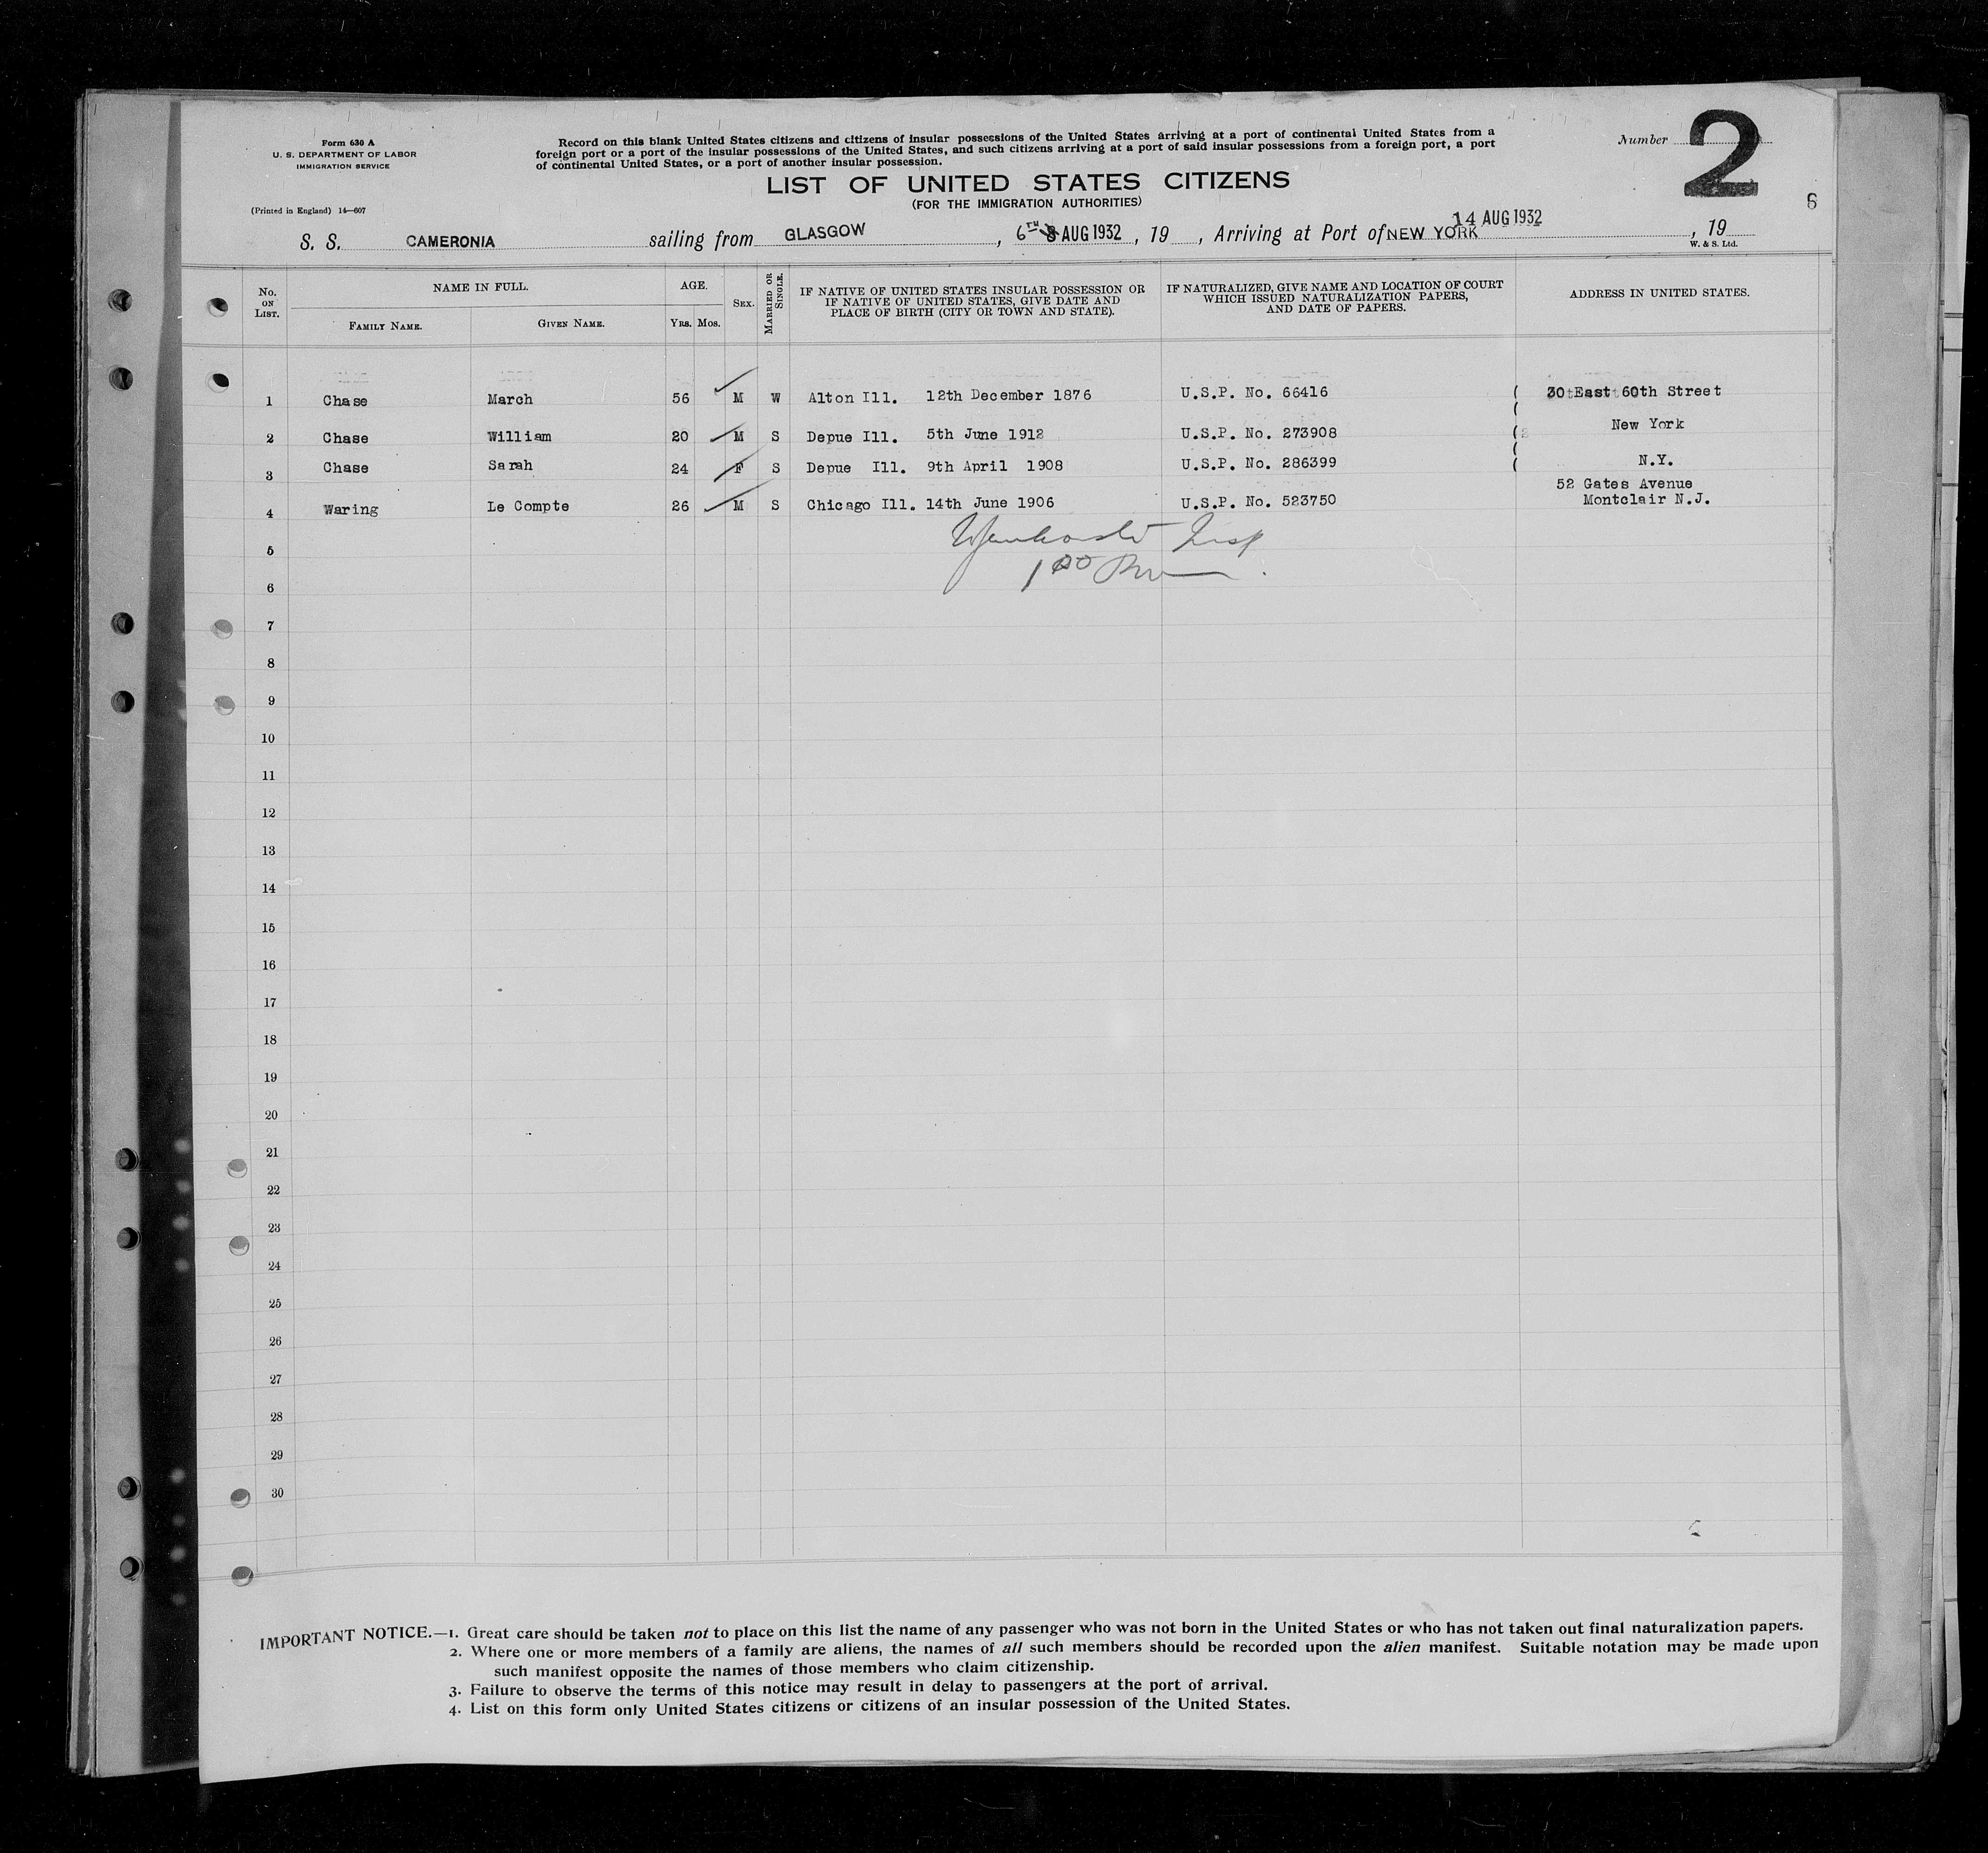 Form 630 A
U. S. DEPARTMENT OF LABOR
IMMIGRATION SERVICE
(Printed in England) 14—607
Record on this blank United States citizens and citizens of insular possessions of the United States arriving at a port of continental United States from a
foreign port or a port of the insular possessions of the United States, and such citizens arriving at a port of said insular possessions from a foreign port, a port
of continental United States, or a port of another insular possession.
LIST OF UNITED STATES CITIZENS
(FOR THE IMMIGRATION AUTHORITIES)
Number 2
6
S. S. CAMERONIA sailing from GLASGOW, 6TH AUG 1932, 19 , Arriving at Port of NEW YORK 14 AUG 1932, 19
W. & S. Ltd.
No. ON LIST. NAME IN FULL. AGE. SEX. MARRIED OR SINGLE. IF NATIVE OF UNITED STATES INSULAR POSSESSION OR IF NATIVE OF UNITED STATES, GIVE DATE AND PLACE OF BIRTH (CITY OR TOWN AND STATE). IF NATURALIZED, GIVE NAME AND LOCATION OF COURT WHICH ISSUED NATURALIZATION PAPERS, AND DATE OF PAPERS. ADDRESS IN UNITED STATES.
FAMILY NAME. GIVEN NAME. YRS. MOS.
1 Chase March 56 M W Alton Ill. 12th December 1876 U.S.P. No. 66416 ( 30 East 60th Street
2 Chase William 20 M S Depue Ill. 5th June 1912 U.S.P. No. 273908 ( New York
3 Chase Sarah 24 F S Depue Ill. 9th April 1908 U.S.P. No. 286399 ( N.Y.
4 Waring Le Compte 26 M S Chicago Ill. 14th June 1906 U.S.P. No. 523750 52 Gates Avenue
Montclair N.J.
5
Insp
6
7
8
9
10
11
12
13
14
15
16
17
18
19
20
21
22
23
24
25
26
27
28
29
30
IMPORTANT NOTICE.—1. Great care should be taken not to place on this list the name of any passenger who was not born in the United States or who has not taken out final naturalization papers.
2. Where one or more members of a family are aliens, the names of all such members should be recorded upon the alien manifest. Suitable notation may be made upon
such manifest opposite the names of those members who claim citizenship.
3. Failure to observe the terms of this notice may result in delay to passengers at the port of arrival.
4. List on this form only United States citizens or citizens of an insular possession of the United States.